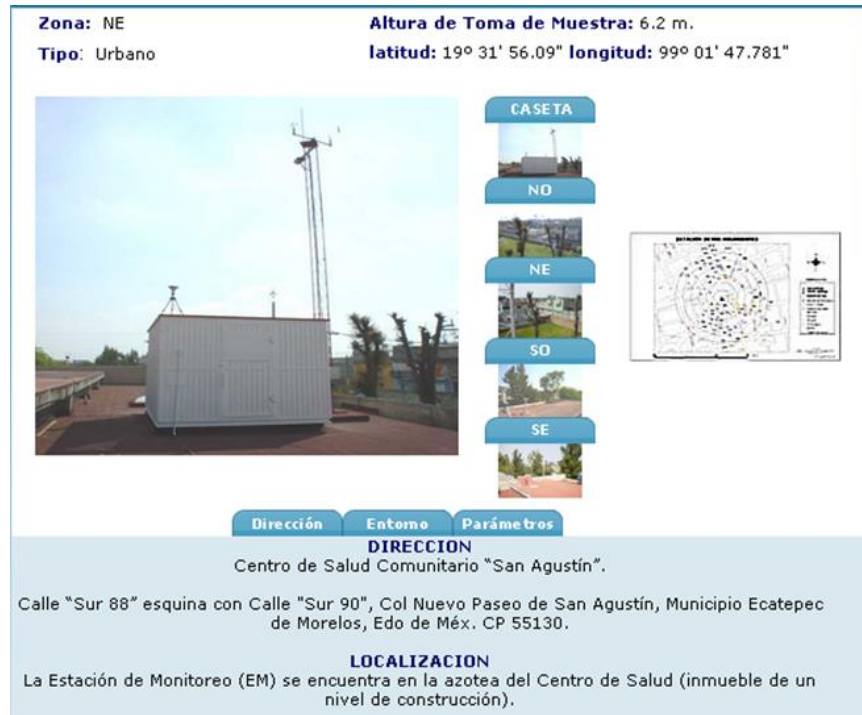 Zona: NE
Altura de Toma de Muestra: 6.2 m.
Tipo: Urbano
latitud: 19º 31' 56.09" longitud: 99º 01' 47.781"
CASETA
NO
NE
SO
SE
Dirección
Entorno
Parámetros
DIRECCION
Centro de Salud Comunitario "San Agustín".
Calle "Sur 88" esquina con Calle "Sur 90", Col Nuevo Paseo de San Agustín, Municipio Ecatepec
de Morelos, Edo de Méx. CP 55130.
LOCALIZACION
La Estación de Monitoreo (EM) se encuentra en la azotea del Centro de Salud (inmueble de un
nivel de construcción).